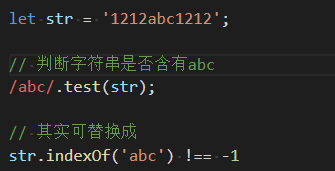 let str = '1212abc1212';
// 判断字符串是否含有abc
/abc/.test(str);
// 其实可替换成
str.indexOf('abc') !== -1